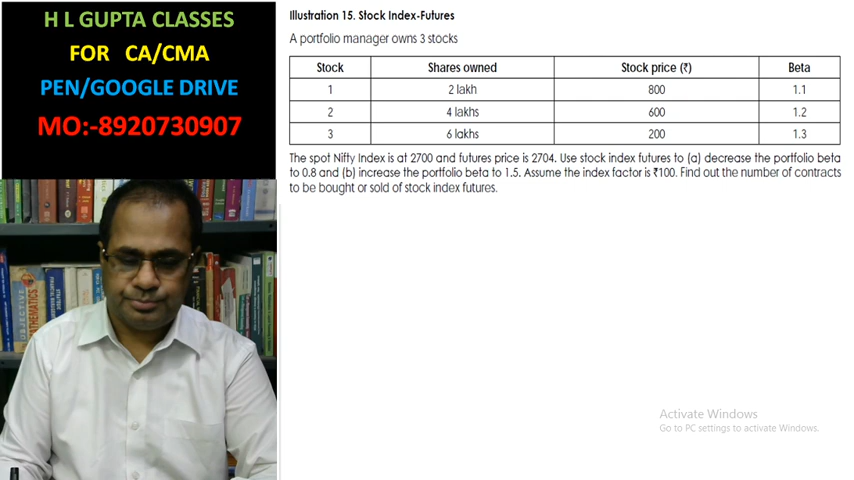 H L GUPTA CLASSES
FOR CA/CMA
PEN/GOOGLE DRIVE
MO:-8920730907
Illustration 15. Stock Index-Futures
A portfolio manager owns 3 stocks
Stock Shares owned Stock price (₹) Beta
1 2 lakh 800 1.1
2 4 lakhs 600 1.2
3 6 lakhs 200 1.3
The spot Nifty Index is at 2700 and futures price is 2704. Use stock index futures to (a) decrease the portfolio beta
to 0.8 and (b) increase the portfolio beta to 1.5. Assume the index factor is ₹100. Find out the number of contracts
to be bought or sold of stock index futures.
OBJECTIVE
MATHEMATICS
Activate Windows
Go to PC settings to activate Windows.